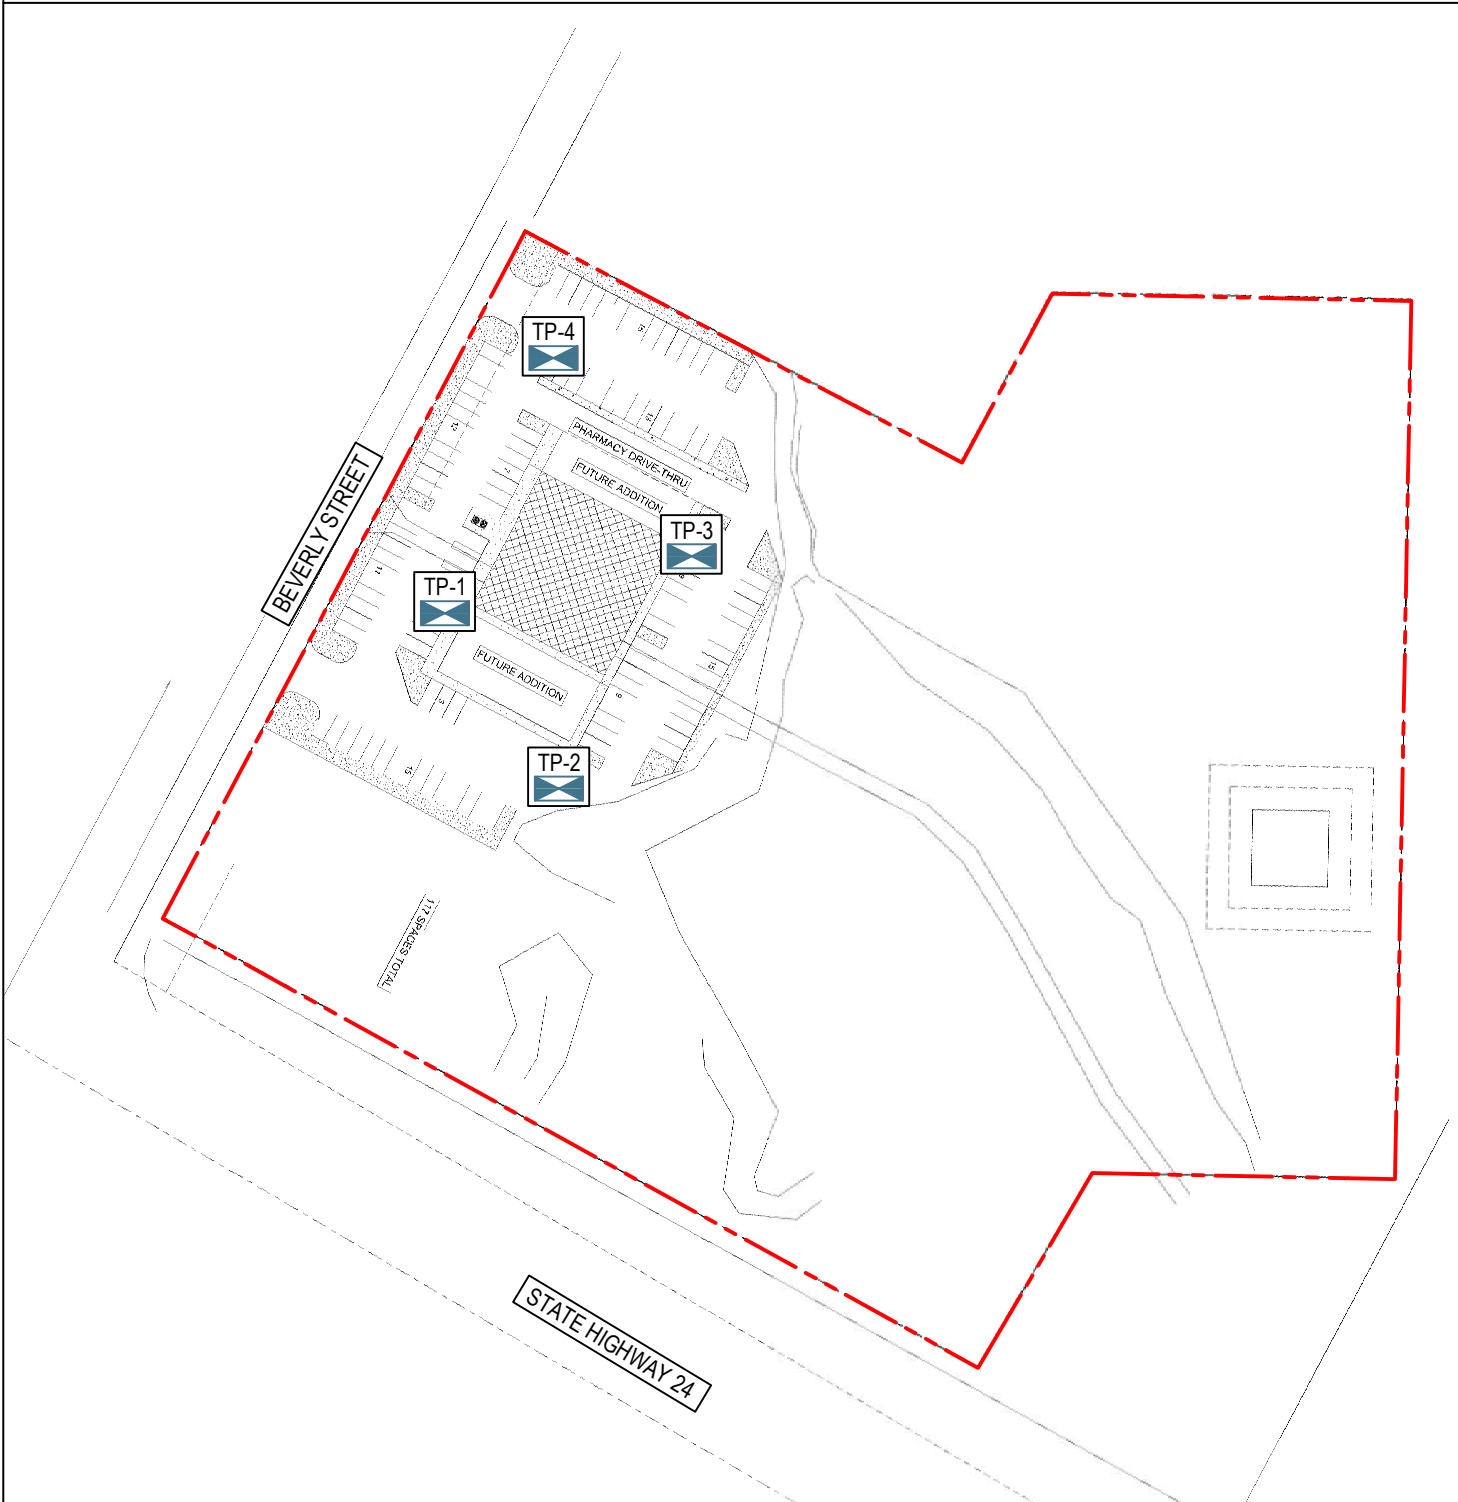 TP-4
PHARMACY DRIVE-THRU
FUTURE ADDITION
TP-3
BEVERLY STREET
TP-1
FUTURE ADDITION
TP-2
15
117 SPACES TOTAL
STATE HIGHWAY 24